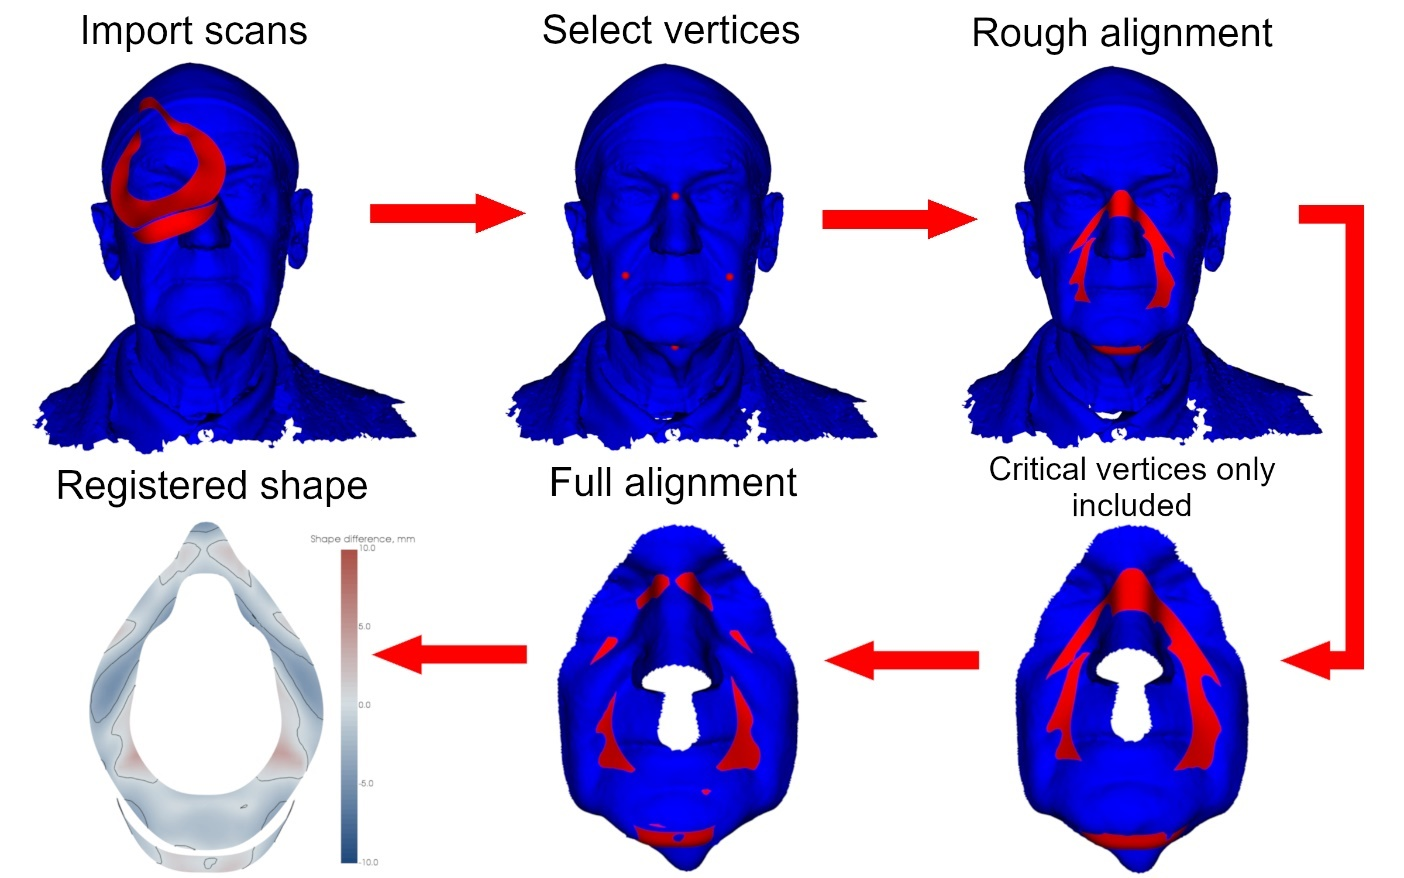 Import scans
Select vertices
Rough alignment
Registered shape
Full alignment
Critical vertices only
included
Shape difference, mm
10.0
5.0
0.0
-5.0
-10.0